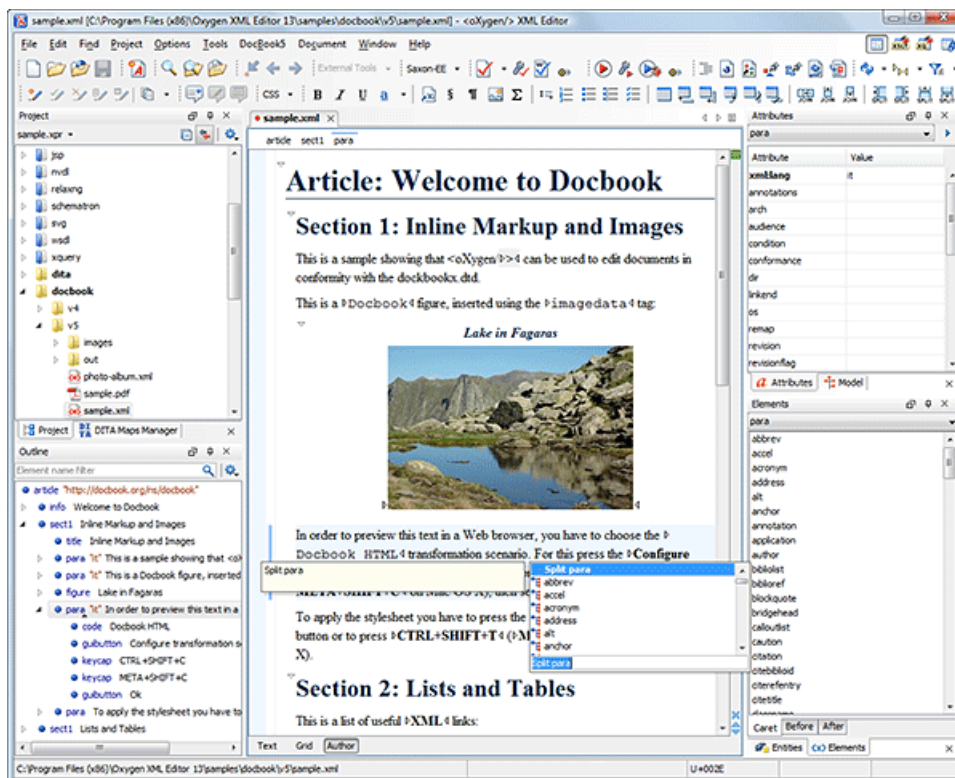 sample.xml [C:\Program Files (x86)\Oxygen XML Editor 13\samples\docbook\v5\sample.xml] - <oXygen/> XML Editor
File Edit Find Project Options Tools DocBook5 Document Window Help
External Tools Saxon-EE
CSS B I U a § ¶ Σ
Project
sample.xpr
jsp
nvdl
relaxng
schematron
svg
wsdl
xquery
dita
docbook
v4
v5
images
out
photo-album.xml
sample.pdf
sample.xml
Project DITA Maps Manager
Outline
Element name filter
article "http://docbook.org/ns/docbook"
info Welcome to Docbook
sect1 Inline Markup and Images
title Inline Markup and Images
para "it" This is a sample showing that <oX
para "it" This is a Docbook figure, inserted
figure Lake in Fagaras
para "it" In order to preview this text in a
code Docbook HTML
guibutton Configure transformation s
keycap CTRL+SHIFT+C
keycap META+SHIFT+C
guibutton Ok
para To apply the stylesheet you have to
sect1 Lists and Tables
sample.xml
article sect1 para
Article: Welcome to Docbook
Section 1: Inline Markup and Images
This is a sample showing that <oXygen/> can be used to edit documents in
conformity with the dockbookx.dtd.
This is a Docbook figure, inserted using the imagedata tag:
Lake in Fagaras
In order to preview this text in a Web browser, you have to choose the
Docbook HTML transformation scenario. For this press the Configure
META+SHIFT+C on Mac OS X), then se
To apply the stylesheet you have to press the
button or to press CTRL+SHIFT+T (M
X).
Section 2: Lists and Tables
This is a list of useful XML links:
Split para
Split para
abbrev
accel
acronym
address
alt
anchor
Split para
Text Grid Author
Attributes
para
Attribute Value
xml:lang it
annotations
arch
audience
condition
conformance
dir
linkend
os
remap
revision
revisionflag
Attributes Model
Elements
para
abbrev
accel
acronym
address
alt
anchor
annotation
application
author
bibliolist
biblioref
blockquote
bridgehead
calloutlist
caution
citation
citebiblioid
citerefentry
citetitle
Caret Before After
Entities Elements
C:\Program Files (x86)\Oxygen XML Editor 13\samples\docbook\v5\sample.xml U+002E